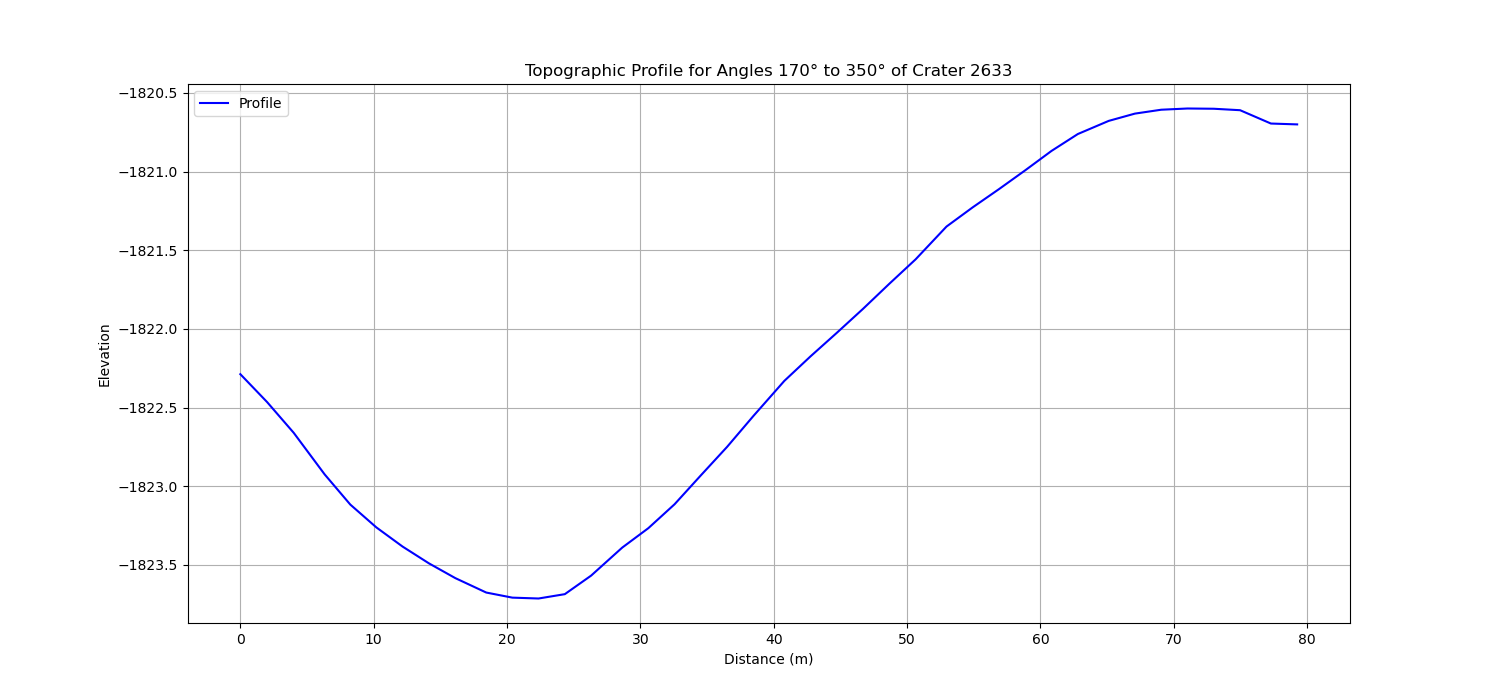 Topographic Profile for Angles 170° to 350° of Crater 2633
Profile
−1820.5
−1821.0
−1821.5
−1822.0
−1822.5
−1823.0
−1823.5
Elevation
0 10 20 30 40 50 60 70 80
Distance (m)